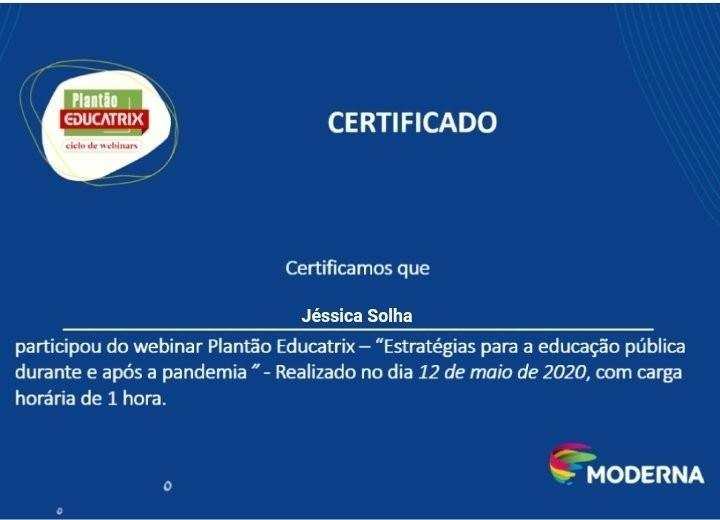 Plantão
EDUCATRIX
ciclo de webinars
CERTIFICADO
Certificamos que
Jéssica Solha
participou do webinar Plantão Educatrix – “Estratégias para a educação pública
durante e após a pandemia ” - Realizado no dia 12 de maio de 2020, com carga
horária de 1 hora.
MODERNA